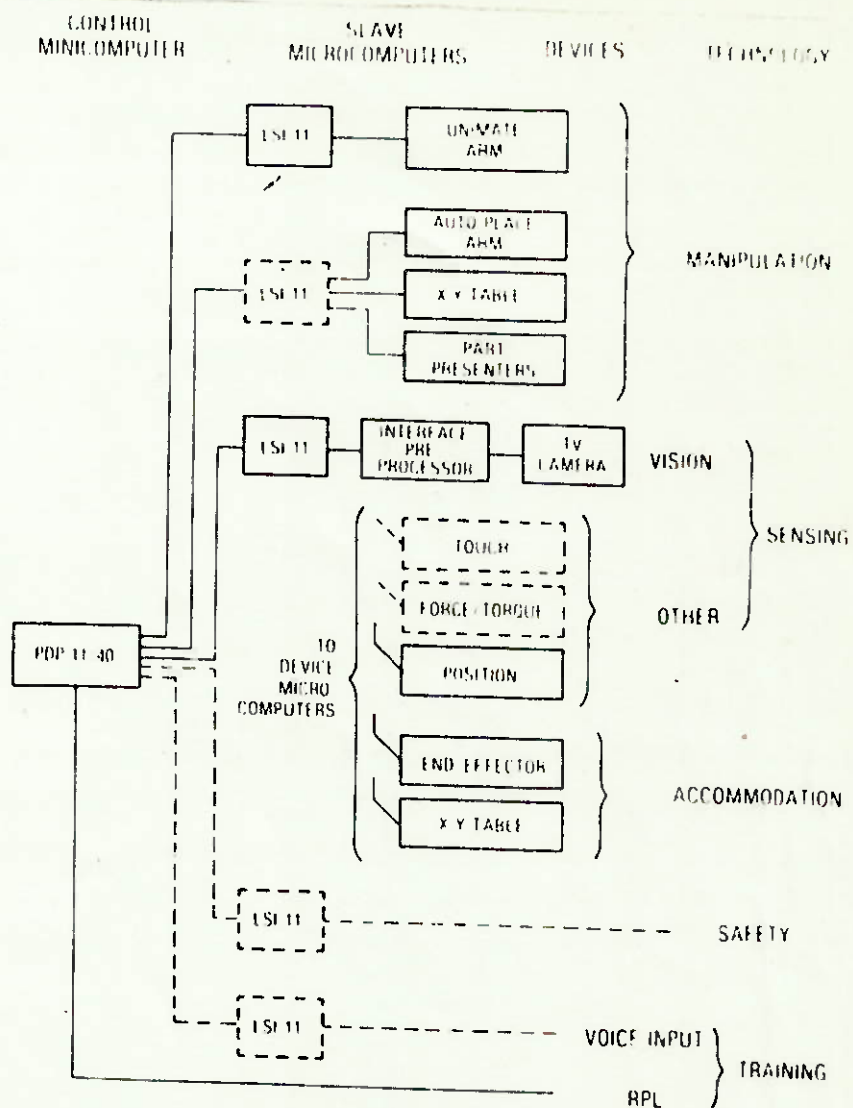 CONTROL
MINICOMPUTER
SLAVE
MICROCOMPUTERS
DEVICES
TECHNOLOGY
LSI 11
UNIMATE
ARM
AUTO PLACE
ARM
LSI 11
X-Y TABLE
PART
PRESENTERS
MANIPULATION
LSI 11
INTERFACE
PRE
PROCESSOR
TV
CAMERA
VISION
TOUCH
FORCE/TORQUE
POSITION
OTHER
SENSING
PDP 11 40
TO
DEVICE
MICRO
COMPUTERS
END EFFECTOR
X-Y TABLE
ACCOMMODATION
LSI 11
SAFETY
LSI 11
VOICE INPUT
RPL
TRAINING